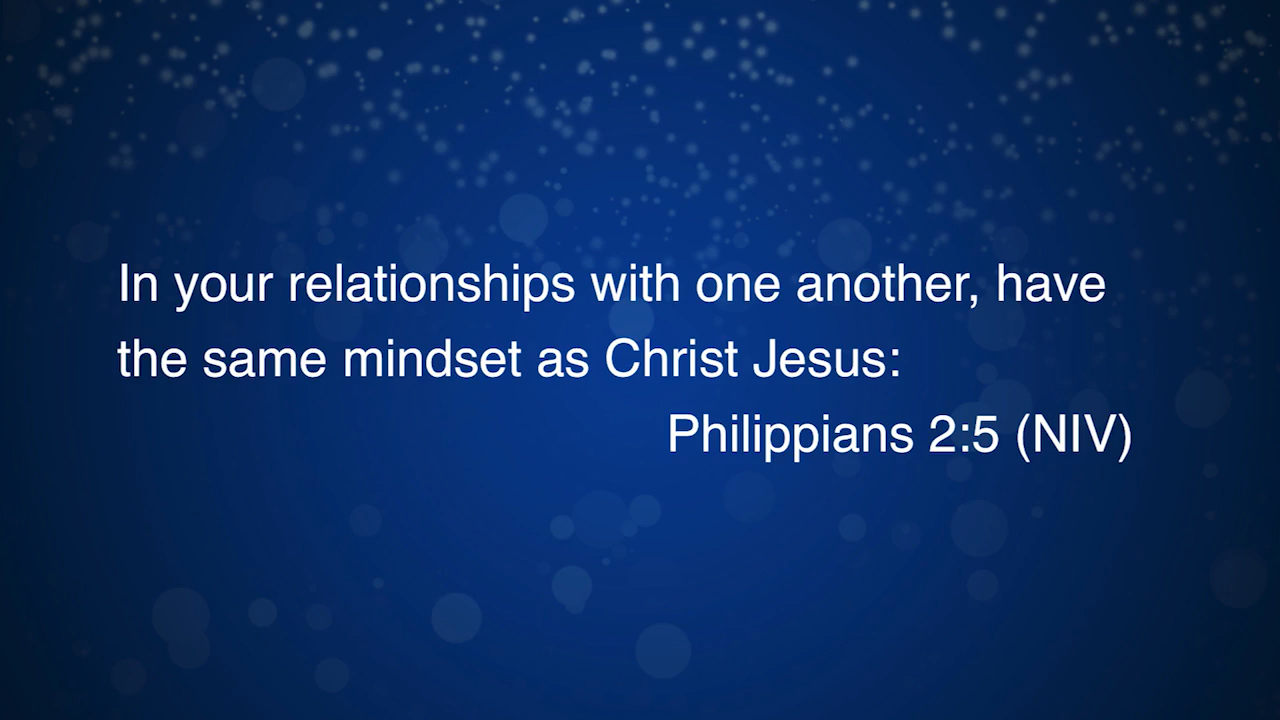 In your relationships with one another, have
the same mindset as Christ Jesus:
Philippians 2:5 (NIV)